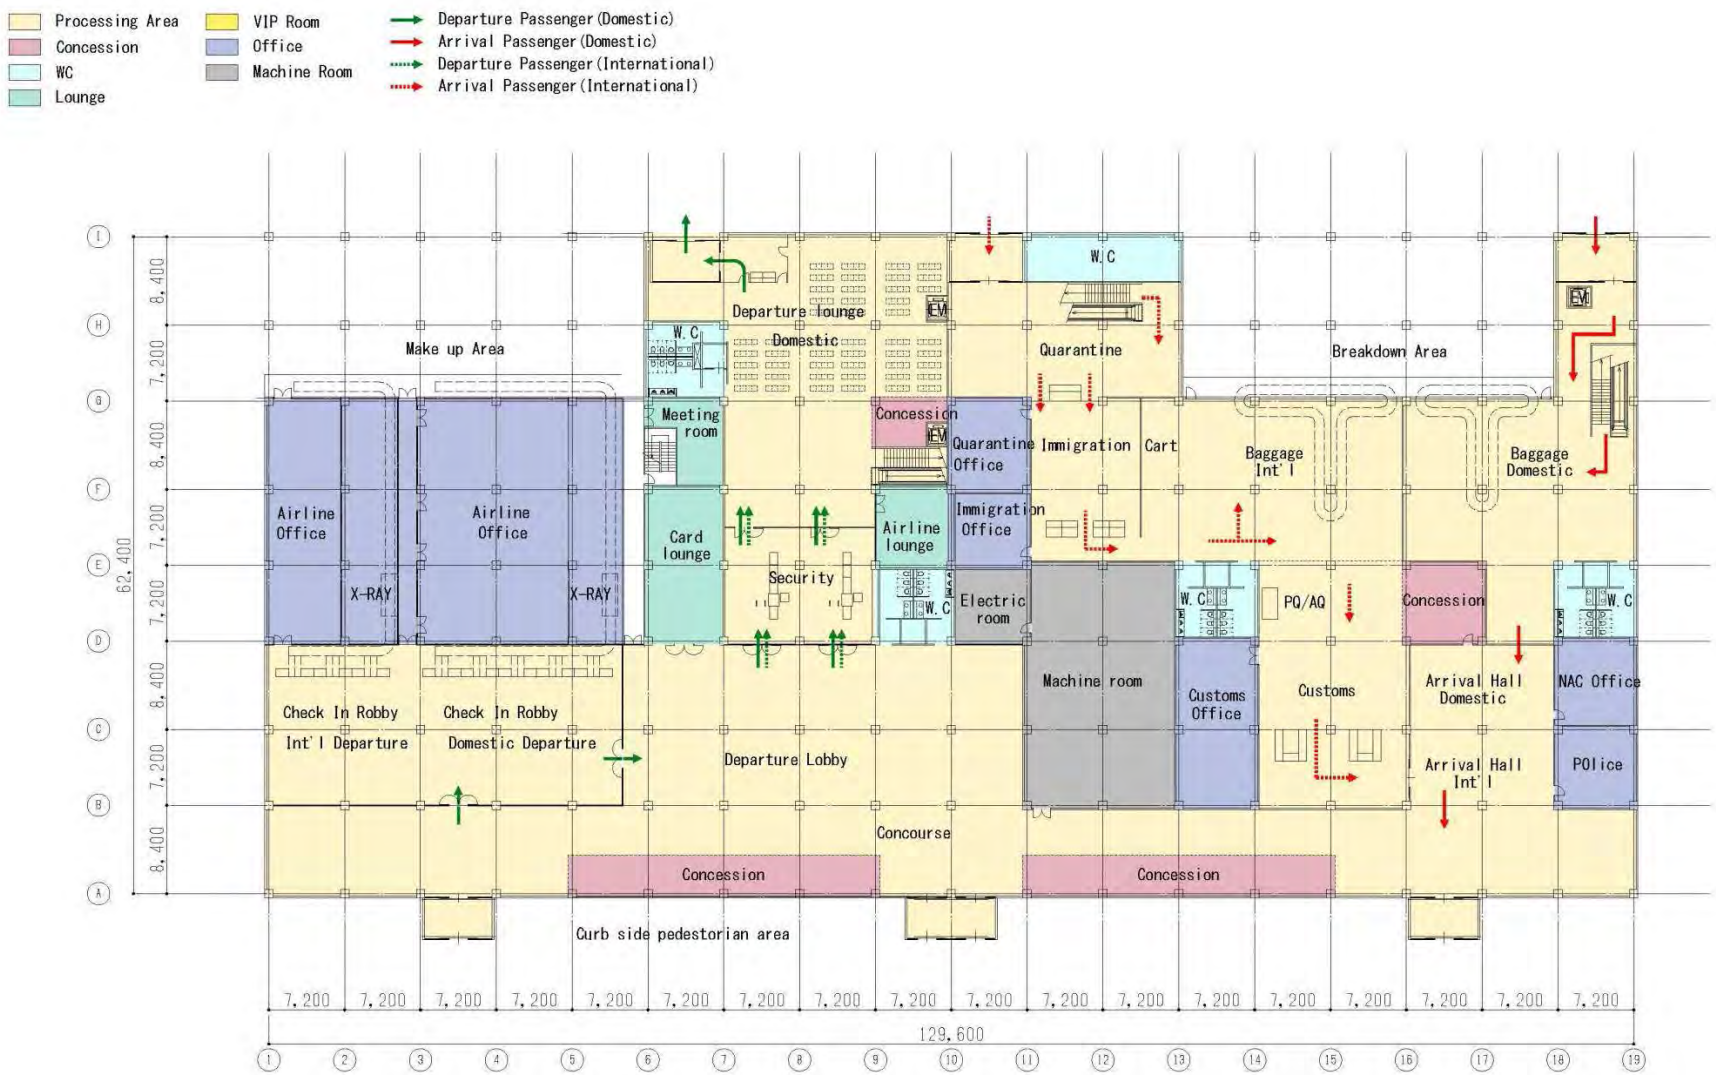 Processing Area
VIP Room
Departure Passenger(Domestic)
Concession
Office
Arrival Passenger(Domestic)
WC
Machine Room
Departure Passenger(International)
Lounge
Arrival Passenger(International)
I
8,400
H
7,200
G
8,400
F
7,200
E
7,200
D
8,400
C
7,200
B
8,400
A
62,400
W.C
EV
EV
Departure lounge
Domestic
W.C
Make up Area
Quarantine
Breakdown Area
Meeting
room
Concession
EV
Quarantine
Office
Immigration
Cart
Baggage
Int'l
Baggage
Domestic
Airline
Office
Airline
Office
Card
lounge
Airline
lounge
Immigration
Office
X-RAY
X-RAY
Security
W.C
Electric
room
W.C
PQ/AQ
Concession
W.C
Check In Robby
Int'l Departure
Check In Robby
Domestic Departure
Departure Lobby
Machine room
Customs
Office
Customs
Arrival Hall
Domestic
NAC Office
Arrival Hall
Int'l
POlice
Concourse
Concession
Concession
Curb side pedestorian area
7,200 7,200 7,200 7,200 7,200 7,200 7,200 7,200 7,200 7,200 7,200 7,200 7,200 7,200 7,200 7,200 7,200 7,200
129,600
1 2 3 4 5 6 7 8 9 10 11 12 13 14 15 16 17 18 19